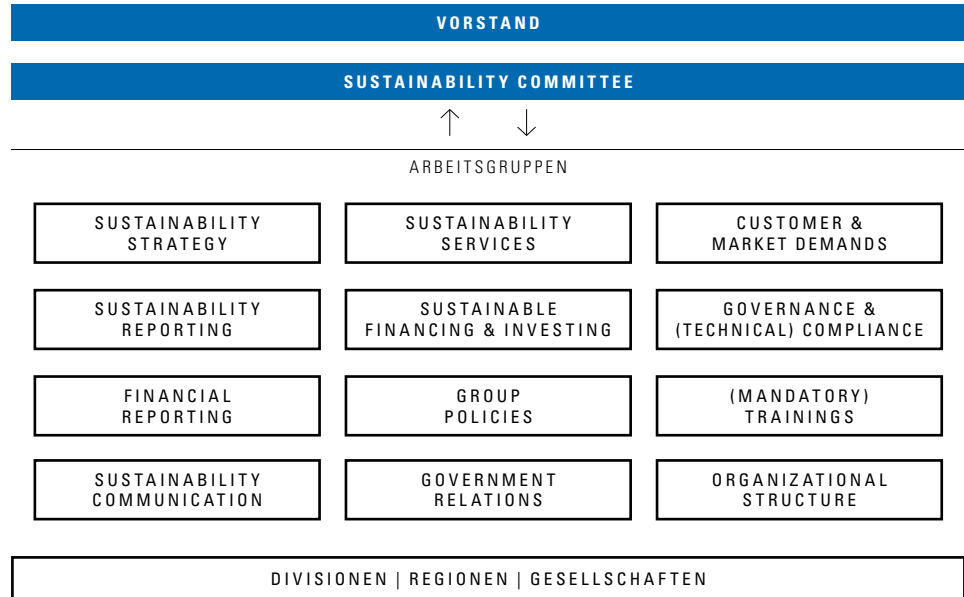 VORSTAND
SUSTAINABILITY COMMITTEE
ARBEITSGRUPPEN
SUSTAINABILITY
STRATEGY
SUSTAINABILITY
SERVICES
CUSTOMER &
MARKET DEMANDS
SUSTAINABILITY
REPORTING
SUSTAINABLE
FINANCING & INVESTING
GOVERNANCE &
(TECHNICAL) COMPLIANCE
FINANCIAL
REPORTING
GROUP
POLICIES
(MANDATORY)
TRAININGS
SUSTAINABILITY
COMMUNICATION
GOVERNMENT
RELATIONS
ORGANIZATIONAL
STRUCTURE
DIVISIONEN | REGIONEN | GESELLSCHAFTEN